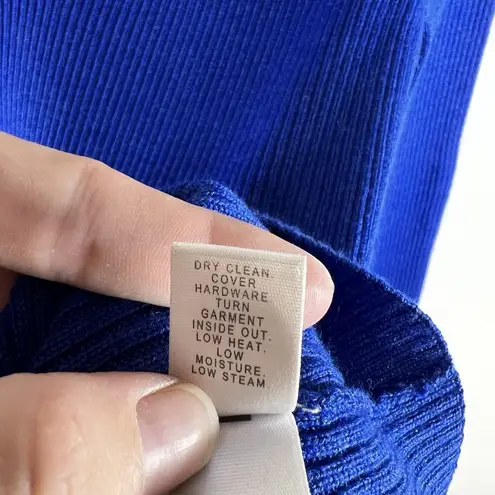 DRY CLEAN
COVER
HARDWARE
TURN
GARMENT
INSIDE OUT.
LOW HEAT.
LOW
MOISTURE.
LOW STEAM.